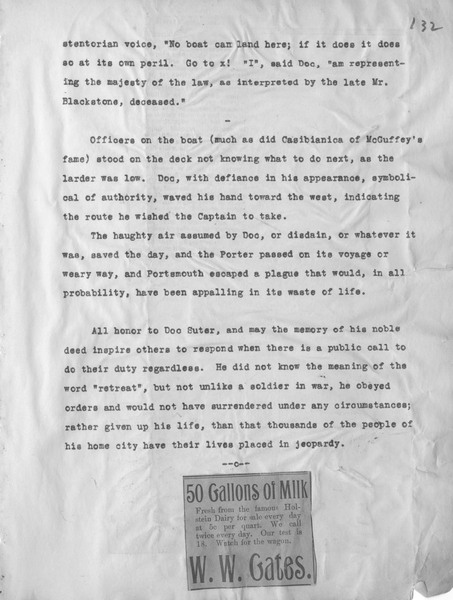 132
stentorian voice, "No boat can land here; if it does it does
so at its own peril. Go to x! "I", said Doc, "am represent-
ing the majesty of the law, as interpreted by the late Mr.
Blackstone, deceased."
-
Officers on the boat (much as did Casibianica of McGuffey's
fame) stood on the deck not knowing what to do next, as the
larder was low. Doc, with defiance in his appearance, symboli-
cal of authority, waved his hand toward the west, indicating
the route he wished the Captain to take.
The haughty air assumed by Doc, or disdain, or whatever it
was, saved the day, and the Porter passed on its voyage or
weary way, and Portsmouth escaped a plague that would, in all
probability, have been appalling in its waste of life.
All honor to Doc Suter, and may the memory of his noble
deed inspire others to respond when there is a public call to
do their duty regardless. He did not know the meaning of the
word "retreat", but not unlike a soldier in war, he obeyed
orders and would not have surrendered under any circumstances;
rather given up his life, than that thousands of the people of
his home city have their lives placed in jeopardy.
--o--
50 Gallons of Milk
Fresh from the famous Hol-
stein Dairy for sale every day
at 5c per quart. We call
twice every day. Our test is
14. Watch for the wagon.
W. W. Gates.